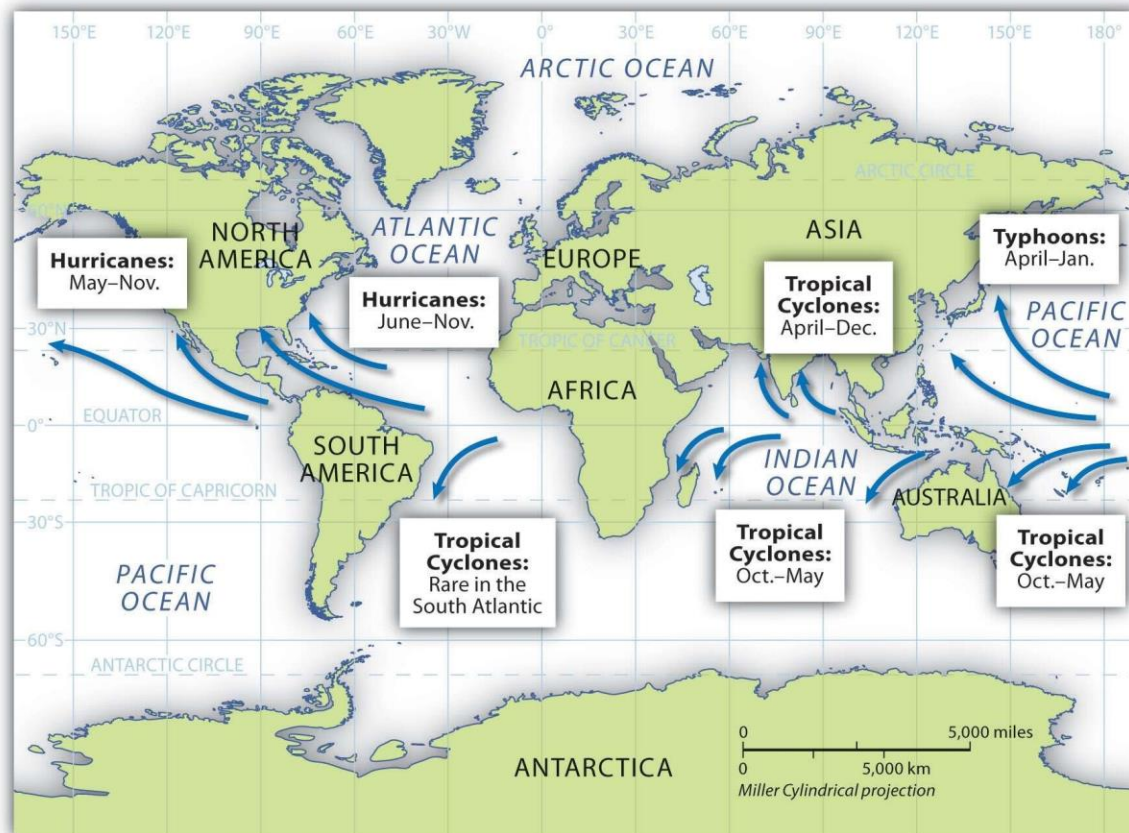 150°E
150°W
120°W
90°W
60°W
30°W
0°
30°E
60°E
90°E
120°E
150°E
180°
ARCTIC OCEAN
ARCTIC CIRCLE
60°N
NORTH
AMERICA
ATLANTIC
OCEAN
EUROPE
ASIA
Hurricanes:
May–Nov.
Hurricanes:
June–Nov.
Tropical
Cyclones:
April–Dec.
Typhoons:
April–Jan.
PACIFIC
OCEAN
30°N
TROPIC OF CANCER
AFRICA
EQUATOR
0°
SOUTH
AMERICA
INDIAN
OCEAN
AUSTRALIA
TROPIC OF CAPRICORN
30°S
Tropical
Cyclones:
Rare in the
South Atlantic
Tropical
Cyclones:
Oct.–May
Tropical
Cyclones:
Oct.–May
PACIFIC
OCEAN
60°S
ANTARCTIC CIRCLE
ANTARCTICA
0
5,000 miles
0
5,000 km
Miller Cylindrical projection